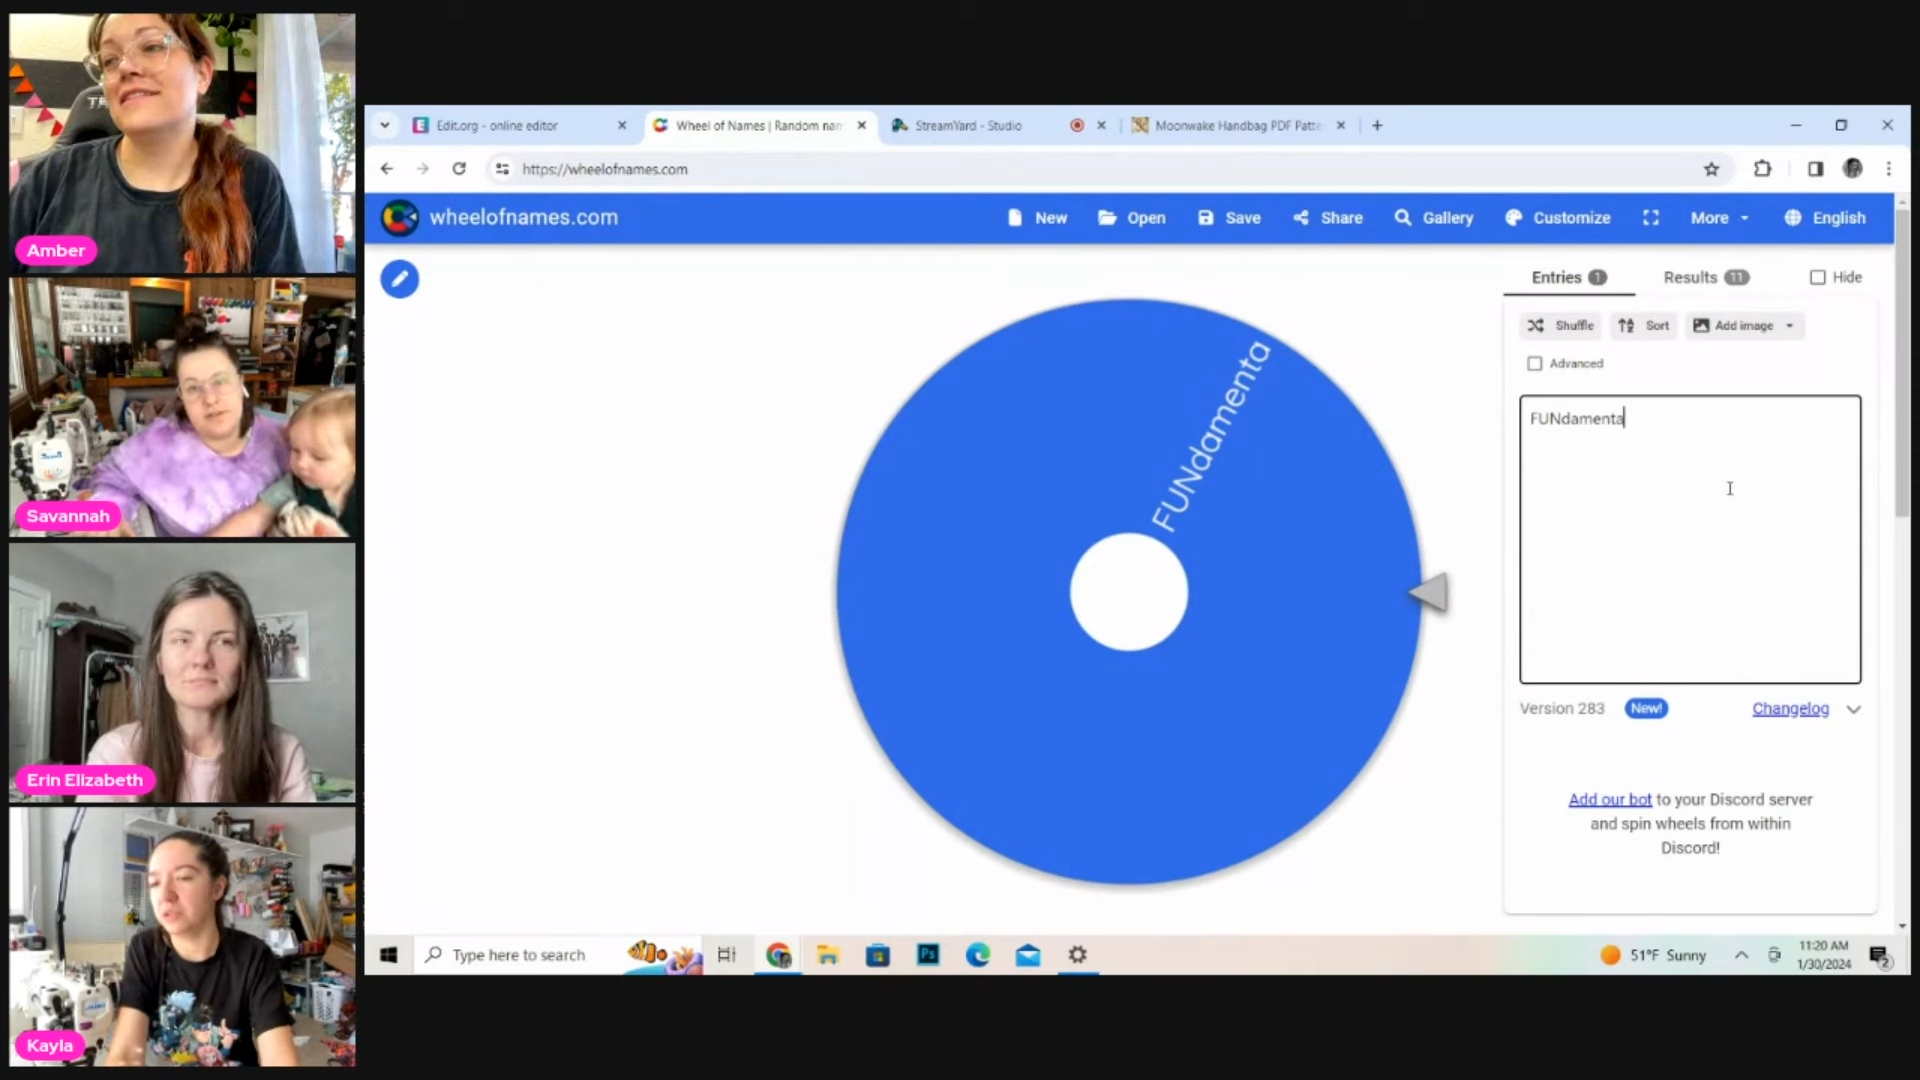 Amber
Savannah
Erin Elizabeth
Kayla
Edit.org - online editor
Wheel of Names | Random nam
StreamYard - Studio
Moonwake Handbag PDF Patte
https://wheelofnames.com
wheelofnames.com
New
Open
Save
Share
Gallery
Customize
More
English
Entries 1
Results 11
Hide
Shuffle
Sort
Add image
Advanced
FUNdamenta
FUNdamenta
Version 283
New!
Changelog
Add our bot to your Discord server
and spin wheels from within
Discord!
Type here to search
Ps
51°F Sunny
11:20 AM
1/30/2024
2